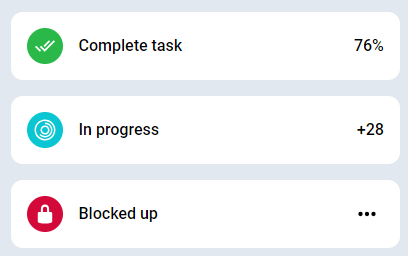 Complete task 76%
In progress +28
Blocked up •••